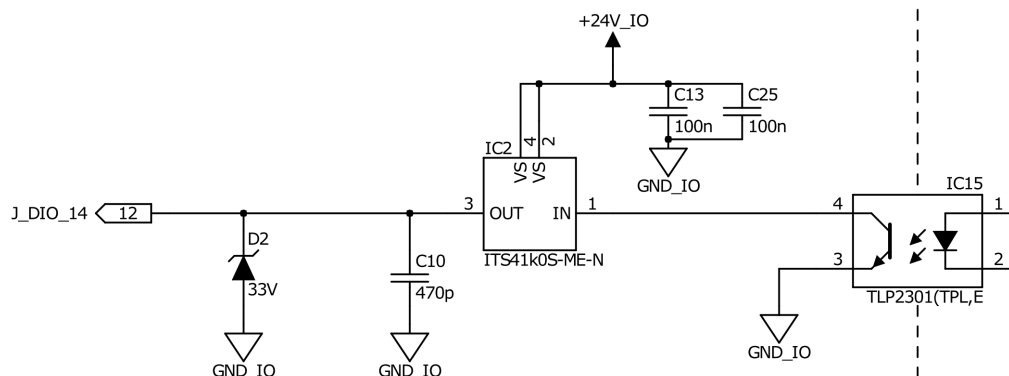 +24V_IO
C13
100n
C25
100n
GND_IO
IC2
4
2
VS
VS
J_DIO_14
12
3
OUT
IN
1
ITS41k0S-ME-N
D2
33V
GND_IO
C10
470p
GND_IO
IC15
4
1
3
2
TLP2301(TPL,E
GND_IO